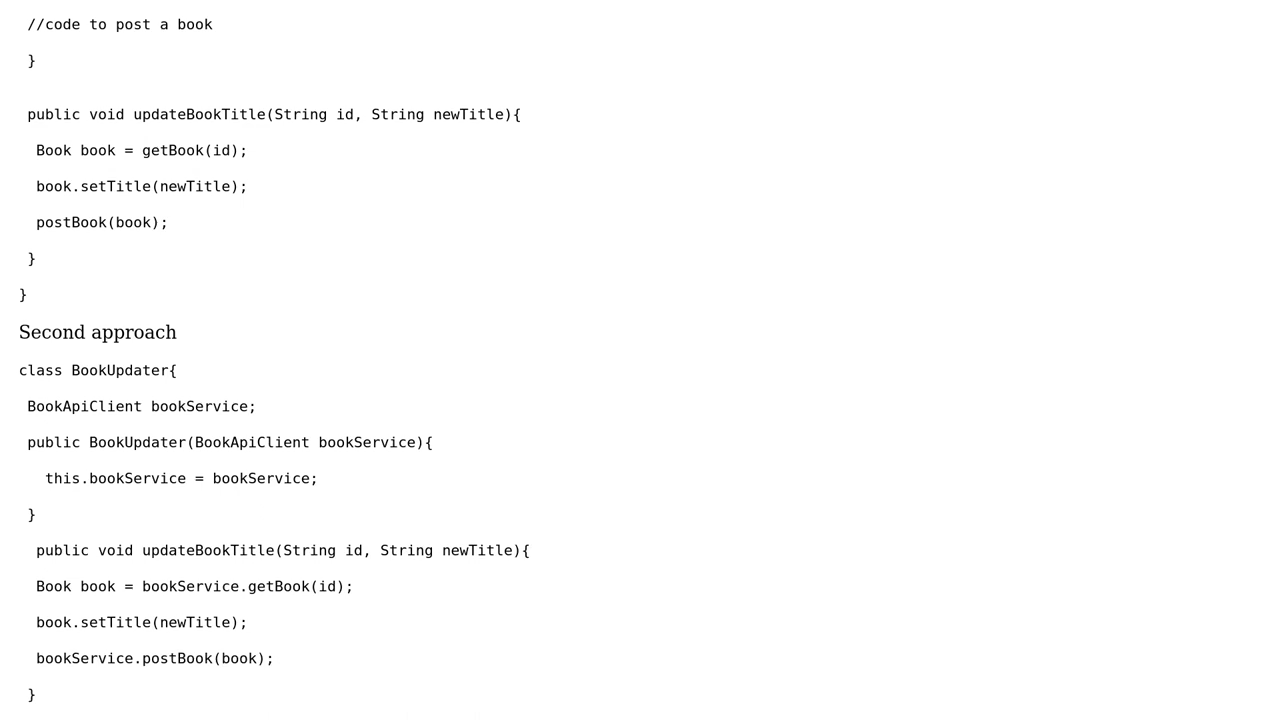 //code to post a book
}
public void updateBookTitle(String id, String newTitle){
Book book = getBook(id);
book.setTitle(newTitle);
postBook(book);
}
}
Second approach
class BookUpdater{
BookApiClient bookService;
public BookUpdater(BookApiClient bookService){
this.bookService = bookService;
}
public void updateBookTitle(String id, String newTitle){
Book book = bookService.getBook(id);
book.setTitle(newTitle);
bookService.postBook(book);
}